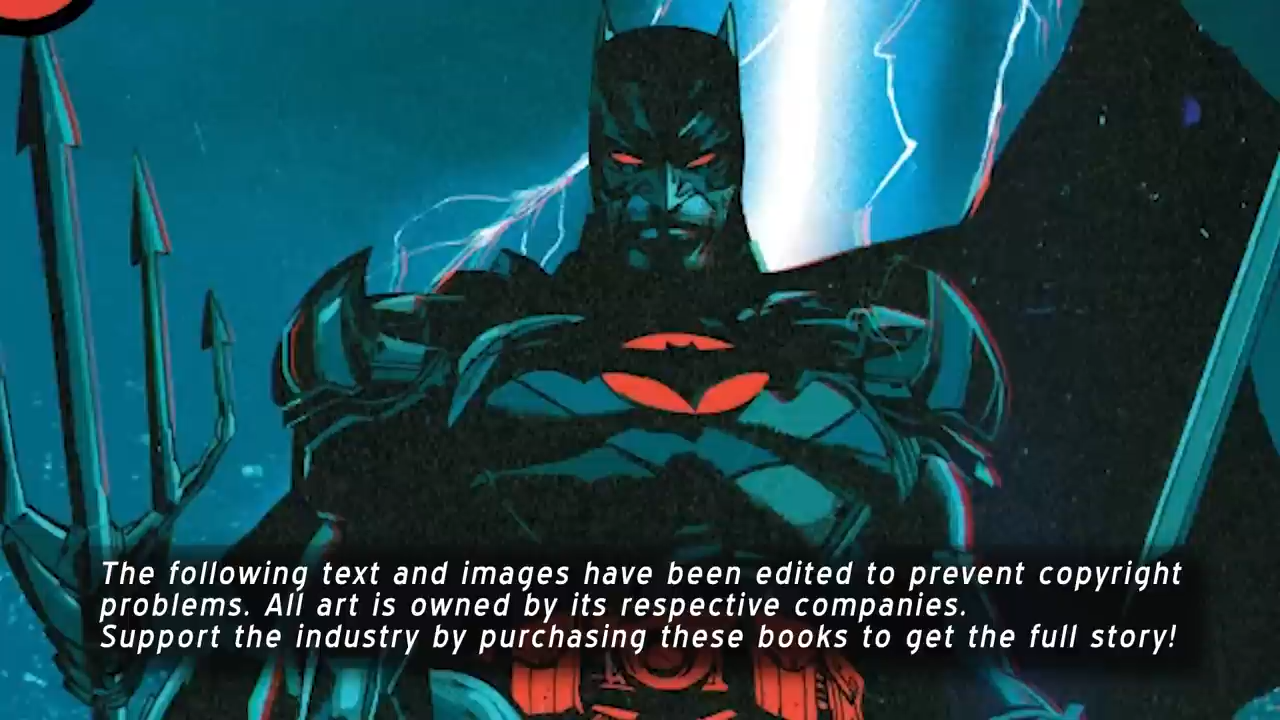 The following text and images have been edited to prevent copyright
problems. All art is owned by its respective companies.
Support the industry by purchasing these books to get the full story!